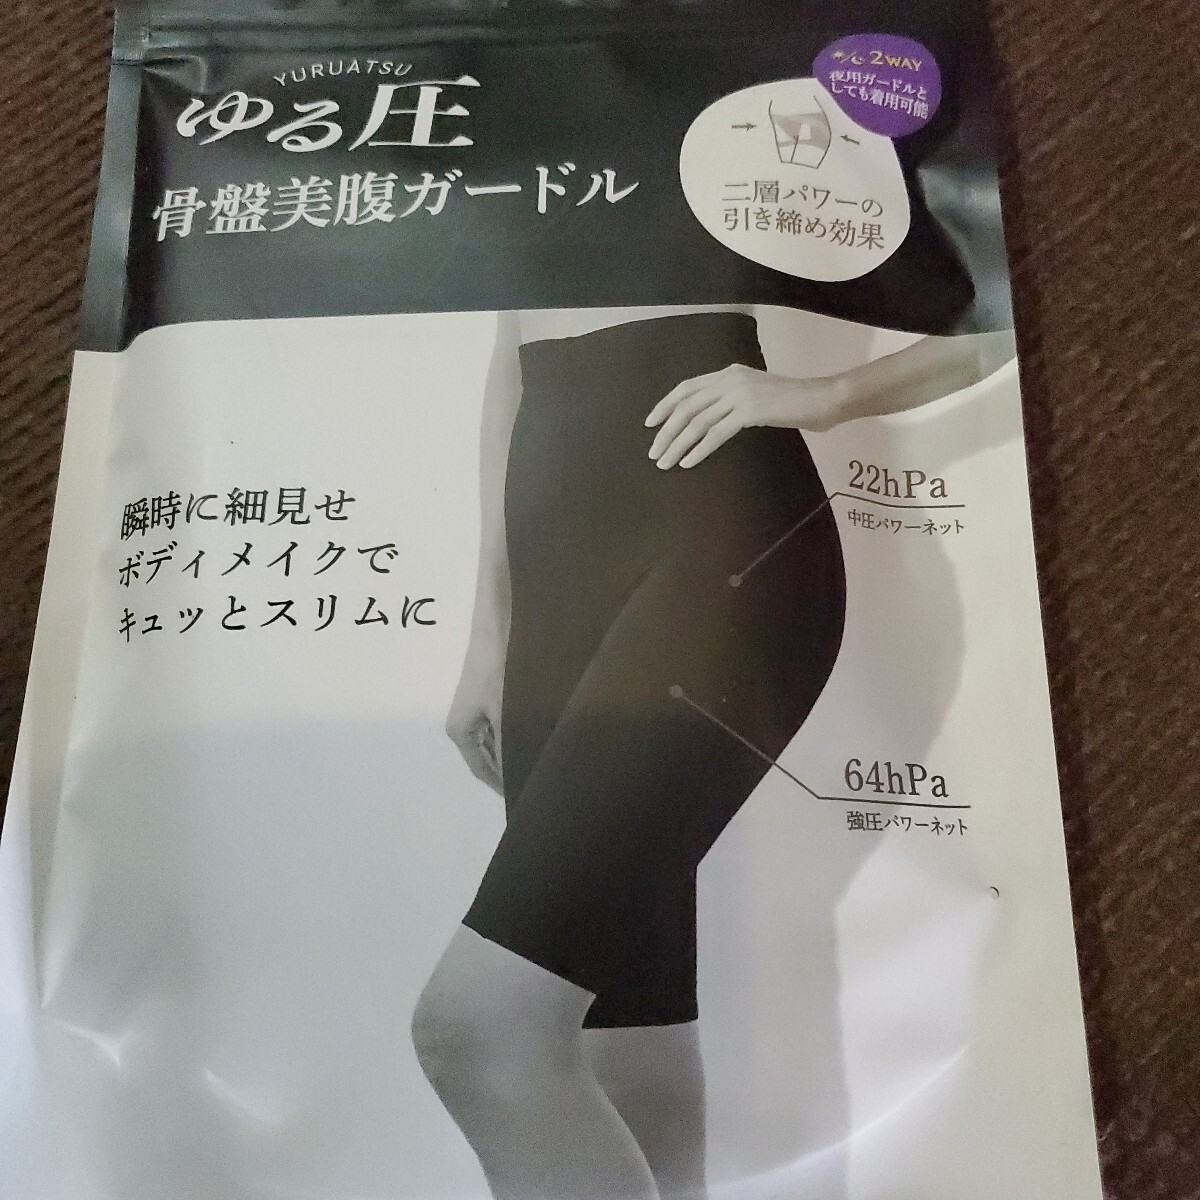 YURUATSU
ゆる圧
骨盤美腹ガードル
2WAY
夜用ガードルと
しても着用可能
二層パワーの
引き締め効果
瞬時に細見せ
ボディメイクで
キュッとスリムに
22hPa
中圧パワーネット
64hPa
強圧パワーネット